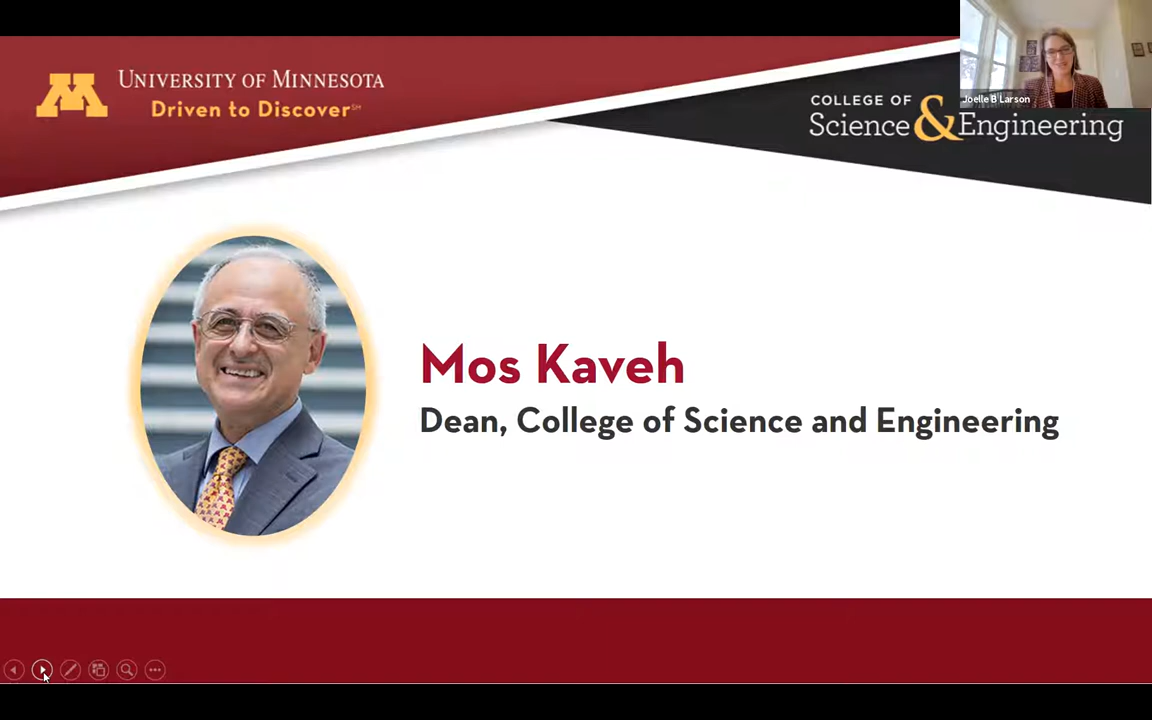 UNIVERSITY OF MINNESOTA
Driven to Discover℠
COLLEGE OF
Science & Engineering
Joelle B Larson
Mos Kaveh
Dean, College of Science and Engineering